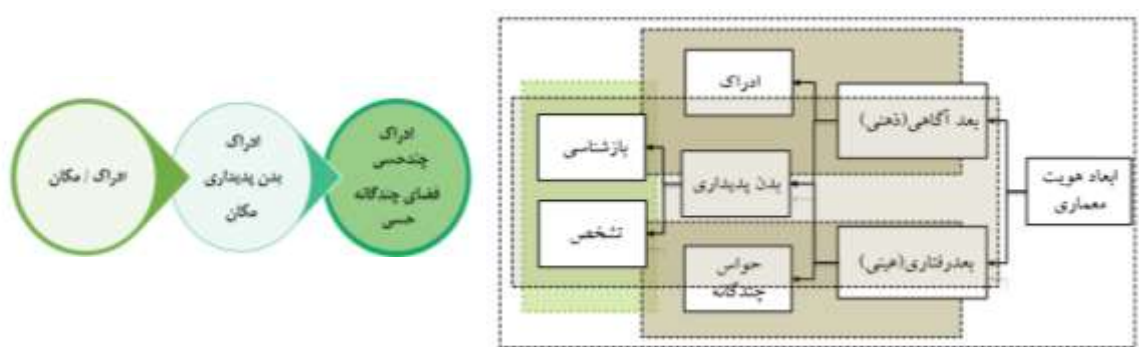 ابعاد هویت
معماری
بعد آگاهی(ذهنی)
بعدرفتاری(عینی)
ادراک
بدن پدیداری
حواس
چندگانه
بازشناسی
تشخص
ادراک
چندحسی
فضای چندگانه
حسی
ادراک
بدن پدیداری
مکان
ادراک / مکان